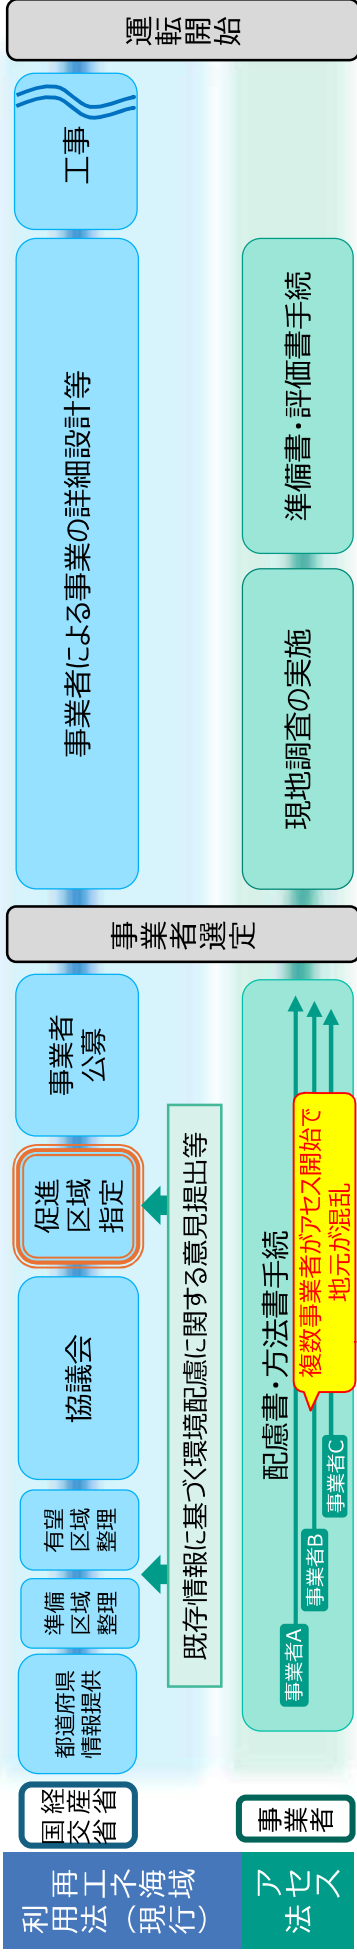 再エネ海域
利用法（現
行）
経産省
国交省
都道府県
情報提供
準備
区域
整理
有望
区域
整理
協議会
促進
区域
指定
事業者
公募
事業者選定
事業者による事業の詳細設計等
工事
運転開始
既存情報に基づく環境配慮に関する意見提出等
アセス
法
事業者
配慮書・方法書手続
事業者A
事業者B
事業者C
複数事業者がアセス開始で
地元が混乱
現地調査の実施
準備書・評価書手続